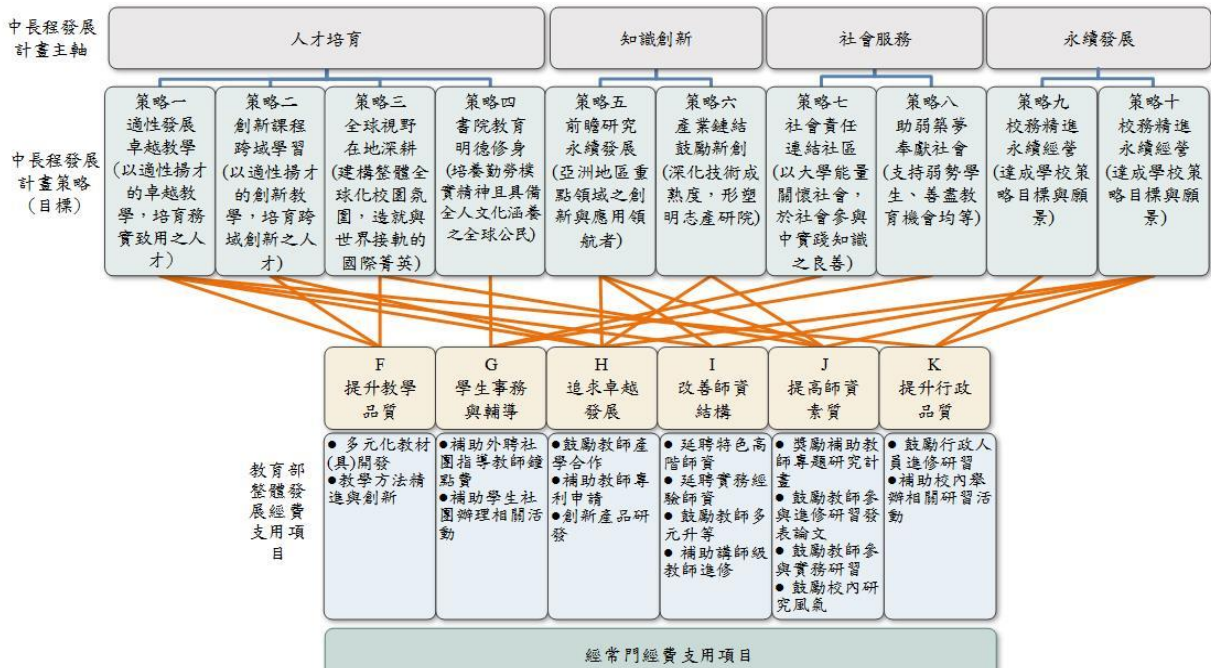 中長程發展
計畫主軸
人才培育
知識創新
社會服務
永續發展
中長程發展
計畫策略
(目標)
策略一
適性發展
卓越教學
(以適性揚才
的卓越教
學，培育務
實致用之人
才)
策略二
創新課程
跨域學習
(以適性揚才
的創新教
學，培育跨
域創新之人
才)
策略三
全球視野
在地深耕
(建構整體全
球化校園氛
圍，造就與
世界接軌的
國際菁英)
策略四
書院教育
明德修身
(培養勤勞樸
實精神且具備
全人文化涵養
之全球公民)
策略五
前瞻研究
永續發展
(亞洲地區重
點領域之創
新與應用領
航者)
策略六
產業鏈結
鼓勵新創
(深化技術成
熟度，形塑
明志產研院)
策略七
社會責任
連結社區
(以大學能量
關懷社會，
於社會參與
中實踐知識
之良善)
策略八
助弱築夢
奉獻社會
(支持弱勢學
生、善盡教
育機會均等)
策略九
校務精進
永續經營
(達成學校策
略目標與願
景)
策略十
校務精進
永續經營
(達成學校策
略目標與願
景)
F
提升教學
品質
G
學生事務
與輔導
H
追求卓越
發展
I
改善師資
結構
J
提高師資
素質
K
提升行政
品質
教育部
整體發
展經費
支用項
目
● 多元化教材
(具)開發
●教學方法精
進與創新
●補助外聘社
團指導教師鐘
點費
●補助學生社
團辦理相關活
動
●鼓勵教師產
學合作
●補助教師專
利申請
●創新產品研
發
● 延聘特色高
階師資
● 延聘實務經
驗師資
● 鼓勵教師多
元升等
● 補助講師級
教師進修
● 獎勵補助教
師專題研究計
畫
● 鼓勵教師參
與進修研習發
表論文
● 鼓勵教師參
與實務研習
● 鼓勵校內研
究風氣
● 鼓勵行政人
員進修研習
●補助校內舉
辦相關研習活
動
經常門經費支用項目